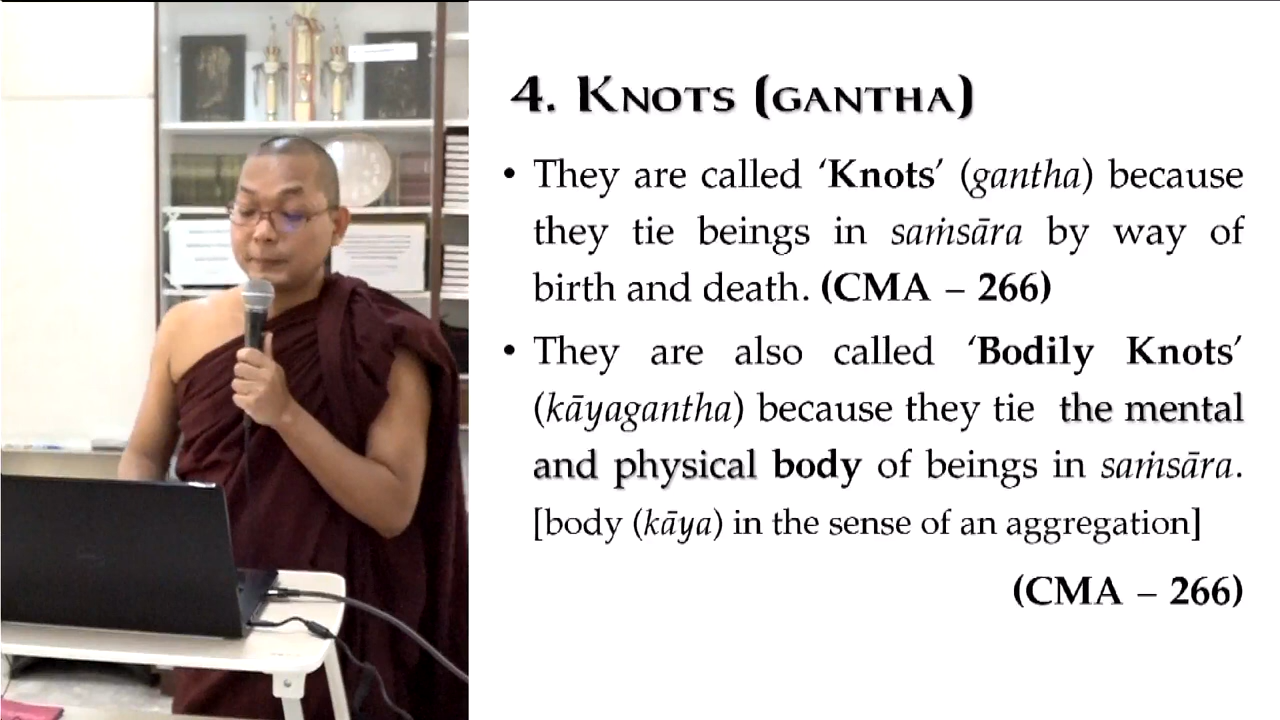 4. KNOTS (GANTHA)
• They are called ‘Knots’ (gantha) because
they tie beings in saṁsāra by way of
birth and death. (CMA – 266)
• They are also called ‘Bodily Knots’
(kāyagantha) because they tie the mental
and physical body of beings in saṁsāra.
[body (kāya) in the sense of an aggregation]
(CMA – 266)